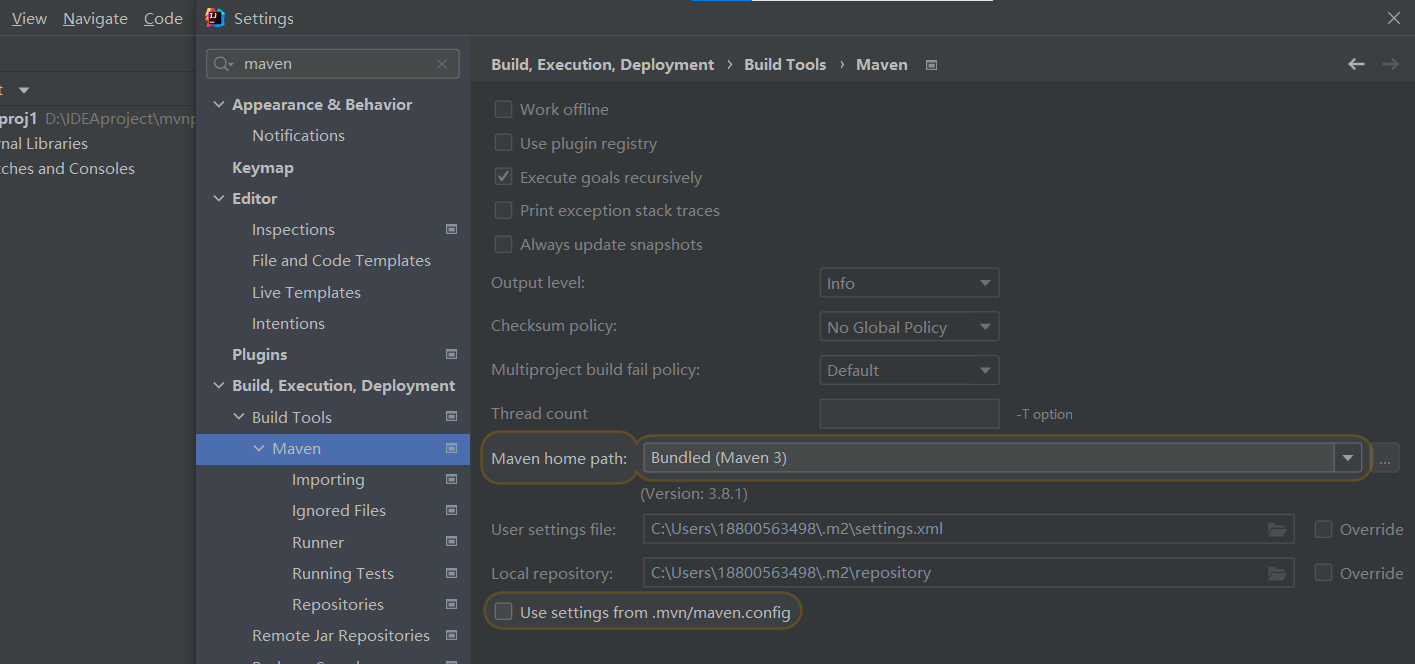 View Navigate Code
Settings
maven
t
proj1 D:\IDEAproject\mvnp
nal Libraries
ches and Consoles
Appearance & Behavior
Notifications
Keymap
Editor
Inspections
File and Code Templates
Live Templates
Intentions
Plugins
Build, Execution, Deployment
Build Tools
Maven
Importing
Ignored Files
Runner
Running Tests
Repositories
Remote Jar Repositories
Build, Execution, Deployment › Build Tools › Maven
Work offline
Use plugin registry
Execute goals recursively
Print exception stack traces
Always update snapshots
Output level: Info
Checksum policy: No Global Policy
Multiproject build fail policy: Default
Thread count -T option
Maven home path: Bundled (Maven 3) ...
(Version: 3.8.1)
User settings file: C:\Users\18800563498\.m2\settings.xml Override
Local repository: C:\Users\18800563498\.m2\repository Override
Use settings from .mvn/maven.config